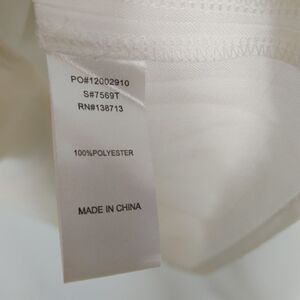 PO#12002910
S#7569T
RN#138713
100%POLYESTER
MADE IN CHINA